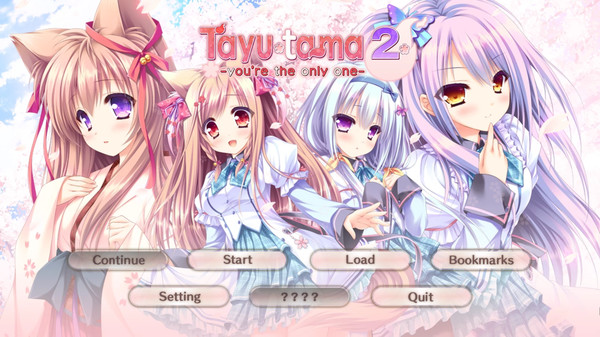 Tayutama 2
-you're the only one-
Continue
Start
Load
Bookmarks
Setting
????
Quit